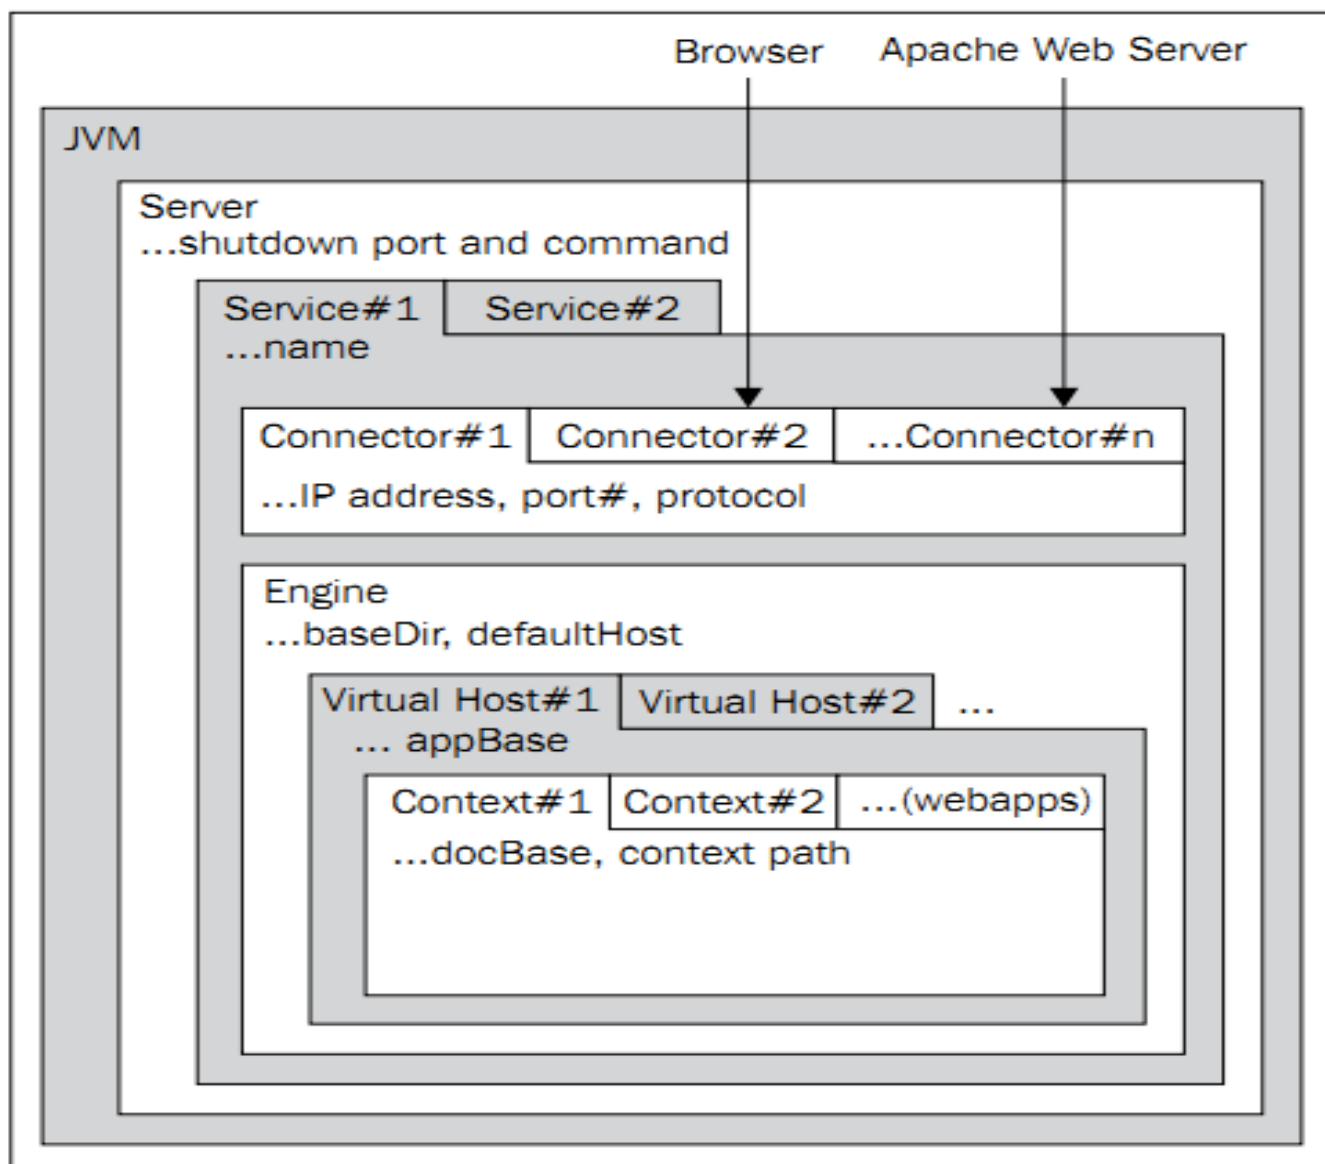 Browser Apache Web Server
JVM
Server
...shutdown port and command
Service#1 Service#2
...name
Connector#1 Connector#2 ...Connector#n
...IP address, port#, protocol
Engine
...baseDir, defaultHost
Virtual Host#1 Virtual Host#2 ...
... appBase
Context#1 Context#2 ...(webapps)
...docBase, context path